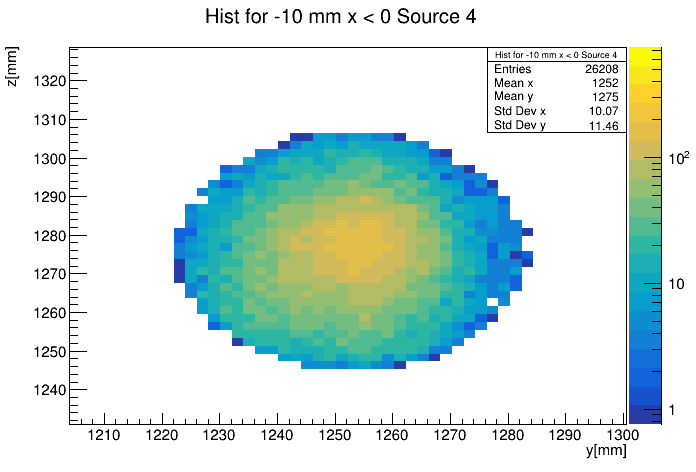 Hist for -10 mm x < 0 Source 4
z[mm]
Hist for -10 mm x < 0 Source 4
Entries 26208
Mean x 1252
Mean y 1275
Std Dev x 10.07
Std Dev y 11.46
1320
1310
1300
1290
1280
1270
1260
1250
1240
10²
10
1
1210 1220 1230 1240 1250 1260 1270 1280 1290 1300
y[mm]